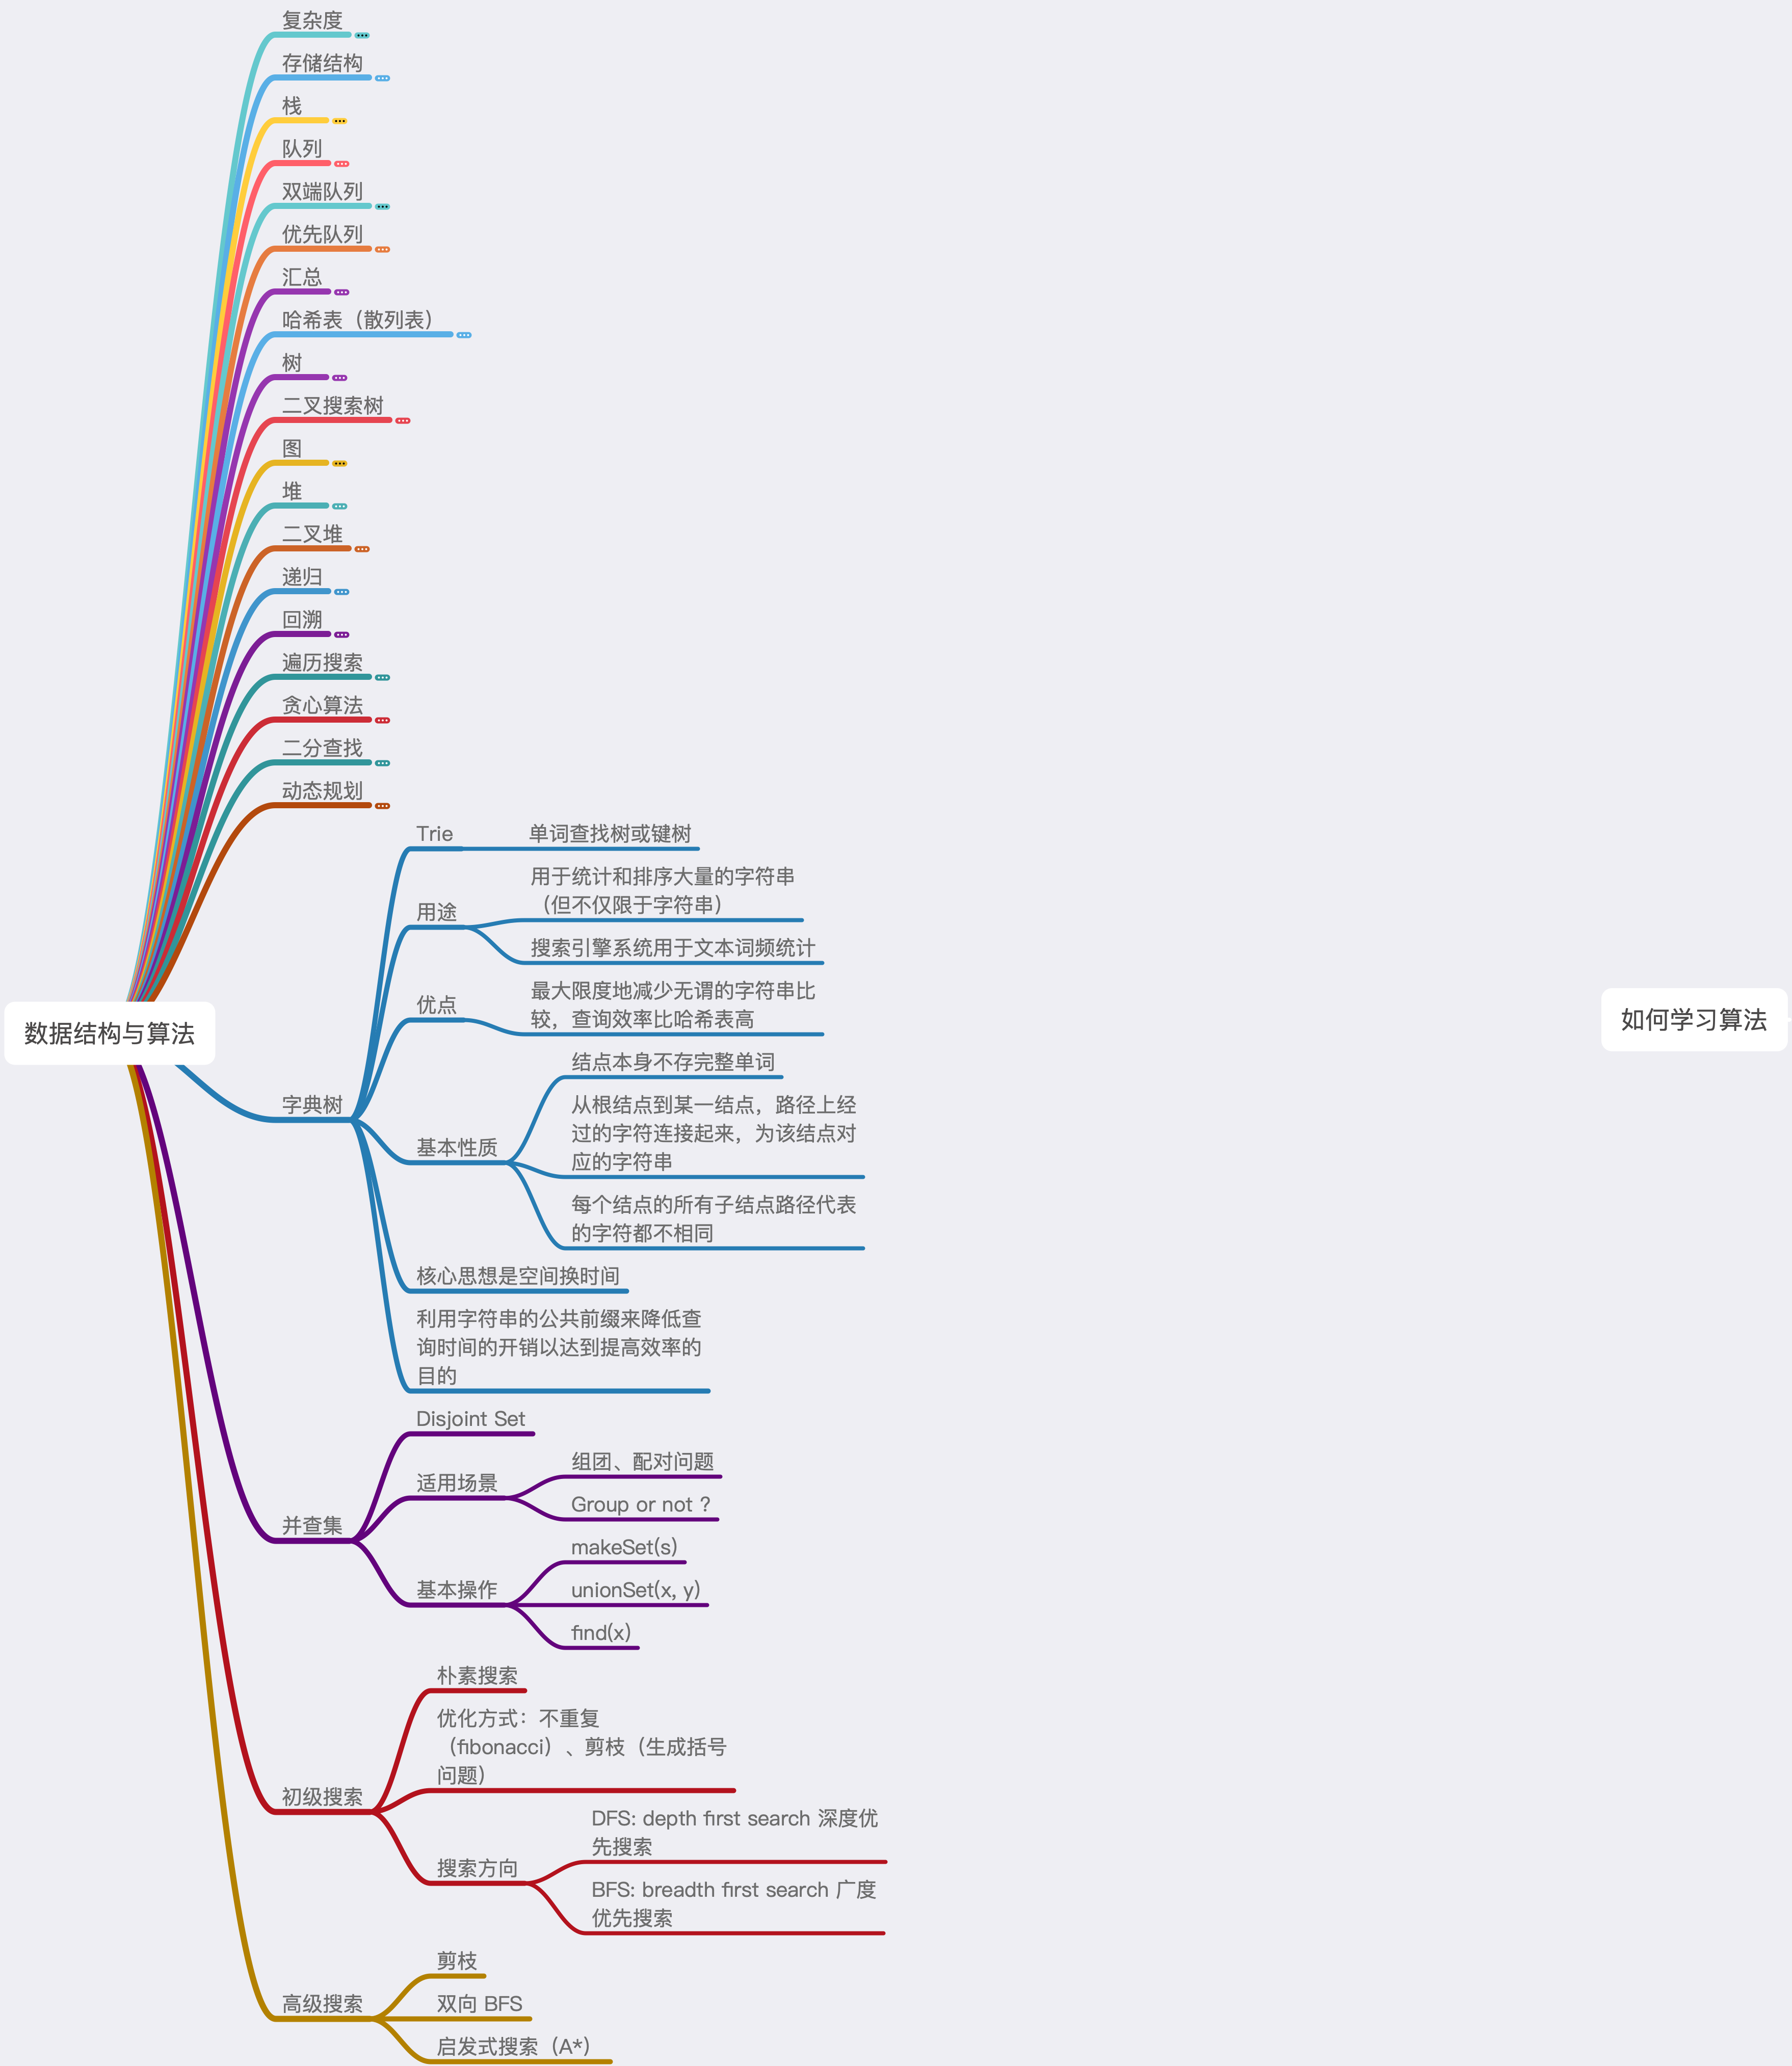 复杂度
存储结构
栈
队列
双端队列
优先队列
汇总
哈希表（散列表）
树
二叉搜索树
图
堆
二叉堆
递归
回溯
遍历搜索
贪心算法
二分查找
动态规划
数据结构与算法
字典树
Trie
单词查找树或键树
用途
用于统计和排序大量的字符串
（但不仅限于字符串）
搜索引擎系统用于文本词频统计
优点
最大限度地减少无谓的字符串比
较，查询效率比哈希表高
基本性质
结点本身不存完整单词
从根结点到某一结点，路径上经
过的字符连接起来，为该结点对
应的字符串
每个结点的所有子结点路径代表
的字符都不相同
核心思想是空间换时间
利用字符串的公共前缀来降低查
询时间的开销以达到提高效率的
目的
并查集
Disjoint Set
适用场景
组团、配对问题
Group or not ?
基本操作
makeSet(s)
unionSet(x, y)
find(x)
初级搜索
朴素搜索
优化方式：不重复
（fibonacci）、剪枝（生成括号
问题）
搜索方向
DFS: depth first search 深度优
先搜索
BFS: breadth first search 广度
优先搜索
高级搜索
剪枝
双向 BFS
启发式搜索（A*）
如何学习算法